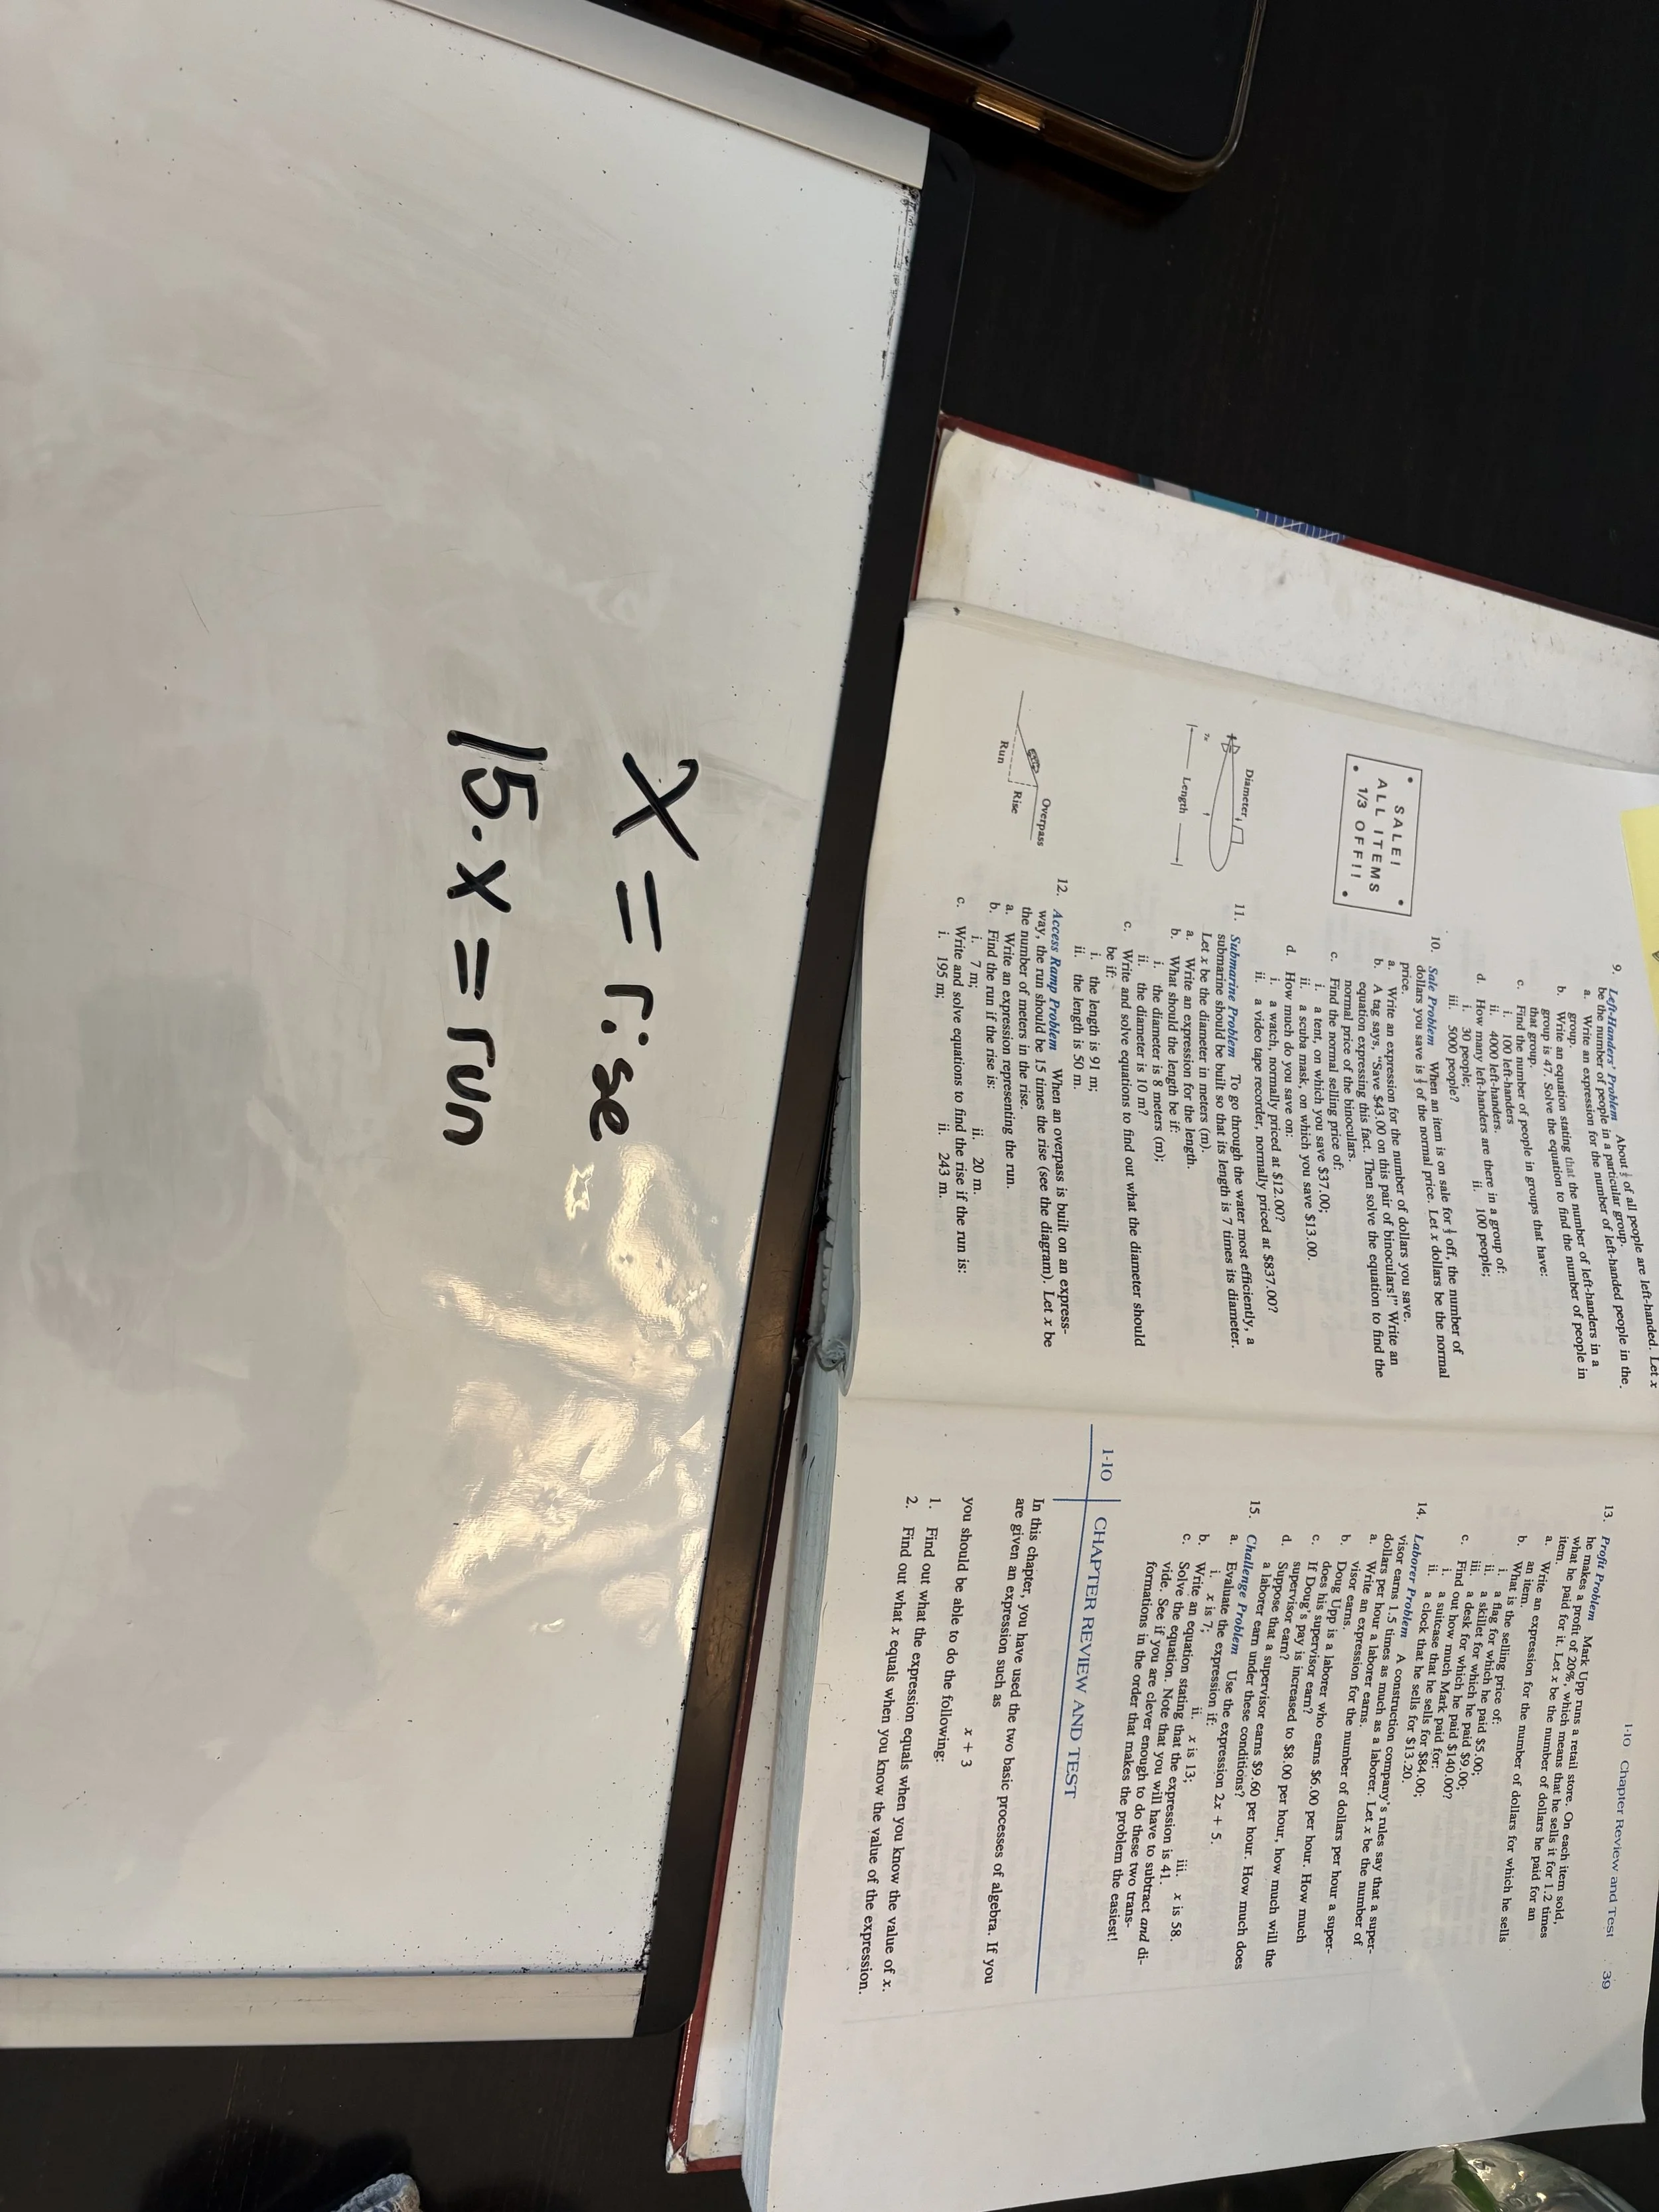 x = rise
15·x = run
be the number of people in a particular group.
9. Left-Handers' Problem About of all people are left-handed. Let x
a. Write an expression for the number of left-handed people in the
group.
b. Write an equation stating that the number of left-handers in a
group is 47. Solve the equation to find the number of people in
that group.
c. Find the number of people in groups that have:
i. 100 left-handers
ii. 4000 left-handers.
d. How many left-handers are there in a group of:
i. 30 people; ii. 100 people;
iii. 5000 people?
SALE!
ALL ITEMS
1/3 OFF!!
10. Sale Problem When an item is on sale for ⅓ off, the number of
dollars you save is ⅓ of the normal price. Let x dollars be the normal
price.
a. Write an expression for the number of dollars you save.
b. A tag says, "Save $43.00 on this pair of binoculars!" Write an
equation expressing this fact. Then solve the equation to find the
normal price of the binoculars.
c. Find the normal selling price of:
i. a tent, on which you save $37.00;
ii. a scuba mask, on which you save $13.00.
d. How much do you save on:
i. a watch, normally priced at $12.00?
ii. a video tape recorder, normally priced at $837.00?
Diameter
Length
11. Submarine Problem To go through the water most efficiently, a
submarine should be built so that its length is 7 times its diameter.
Let x be the diameter in meters (m).
a. Write an expression for the length.
b. What should the length be if:
i. the diameter is 8 meters (m);
ii. the diameter is 10 m?
c. Write and solve equations to find out what the diameter should
be if:
i. the length is 91 m;
ii. the length is 50 m.
Overpass
Rise
Run
12. Access Ramp Problem When an overpass is built on an express-
way, the run should be 15 times the rise (see the diagram). Let x be
the number of meters in the rise.
a. Write an expression representing the run.
b. Find the run if the rise is:
i. 7 m; ii. 20 m.
c. Write and solve equations to find the rise if the run is:
i. 195 m; ii. 243 m.
1-10 Chapter Review and Test 39
13. Profit Problem Mark Upp runs a retail store. On each item sold,
he makes a profit of 20%, which means that he sells it for 1.2 times
what he paid for it. Let x be the number of dollars he paid for an
item.
a. Write an expression for the number of dollars for which he sells
an item.
b. What is the selling price of:
i. a flag for which he paid $5.00;
ii. a skillet for which he paid $9.00;
iii. a desk for which he paid $140.00?
c. Find out how much Mark paid for:
i. a suitcase that he sells for $84.00;
ii. a clock that he sells for $13.20.
14. Laborer Problem A construction company's rules say that a super-
visor earns 1.5 times as much as a laborer. Let x be the number of
dollars per hour a laborer earns.
a. Write an expression for the number of dollars per hour a super-
visor earns.
b. Doug Upp is a laborer who earns $6.00 per hour. How much
does his supervisor earn?
c. If Doug's pay is increased to $8.00 per hour, how much will the
supervisor earn?
d. Suppose that a supervisor earns $9.60 per hour. How much does
a laborer earn under these conditions?
15. Challenge Problem Use the expression 2x + 5.
a. Evaluate the expression if:
i. x is 7; ii. x is 13; iii. x is 58.
b. Write an equation stating that the expression is 41.
c. Solve the equation. Note that you will have to subtract and di-
vide. See if you are clever enough to do these two trans-
formations in the order that makes the problem the easiest!
1-10 CHAPTER REVIEW AND TEST
In this chapter, you have used the two basic processes of algebra. If you
are given an expression such as
x + 3
you should be able to do the following:
1. Find out what the expression equals when you know the value of x.
2. Find out what x equals when you know the value of the expression.